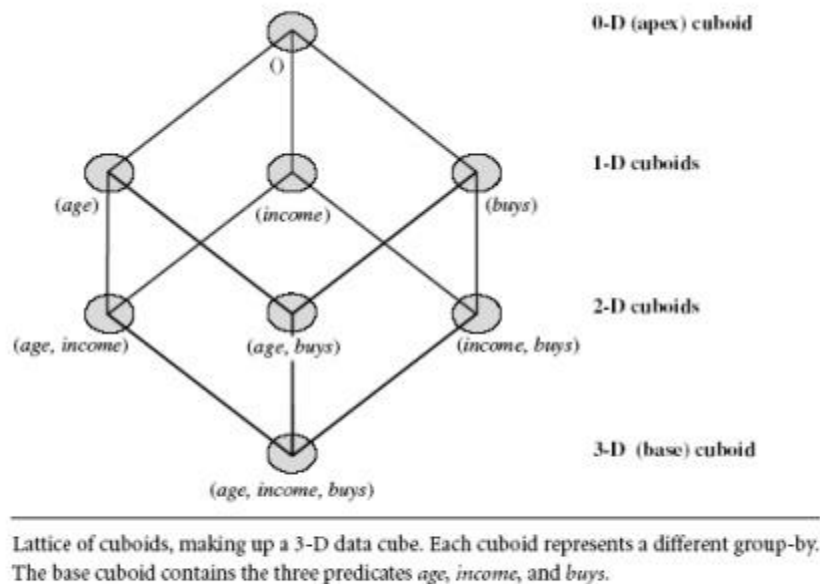 0-D (apex) cuboid
()
1-D cuboids
(age)
(income)
(buys)
2-D cuboids
(age, income)
(age, buys)
(income, buys)
3-D (base) cuboid
(age, income, buys)
Lattice of cuboids, making up a 3-D data cube. Each cuboid represents a different group-by.
The base cuboid contains the three predicates age, income, and buys.